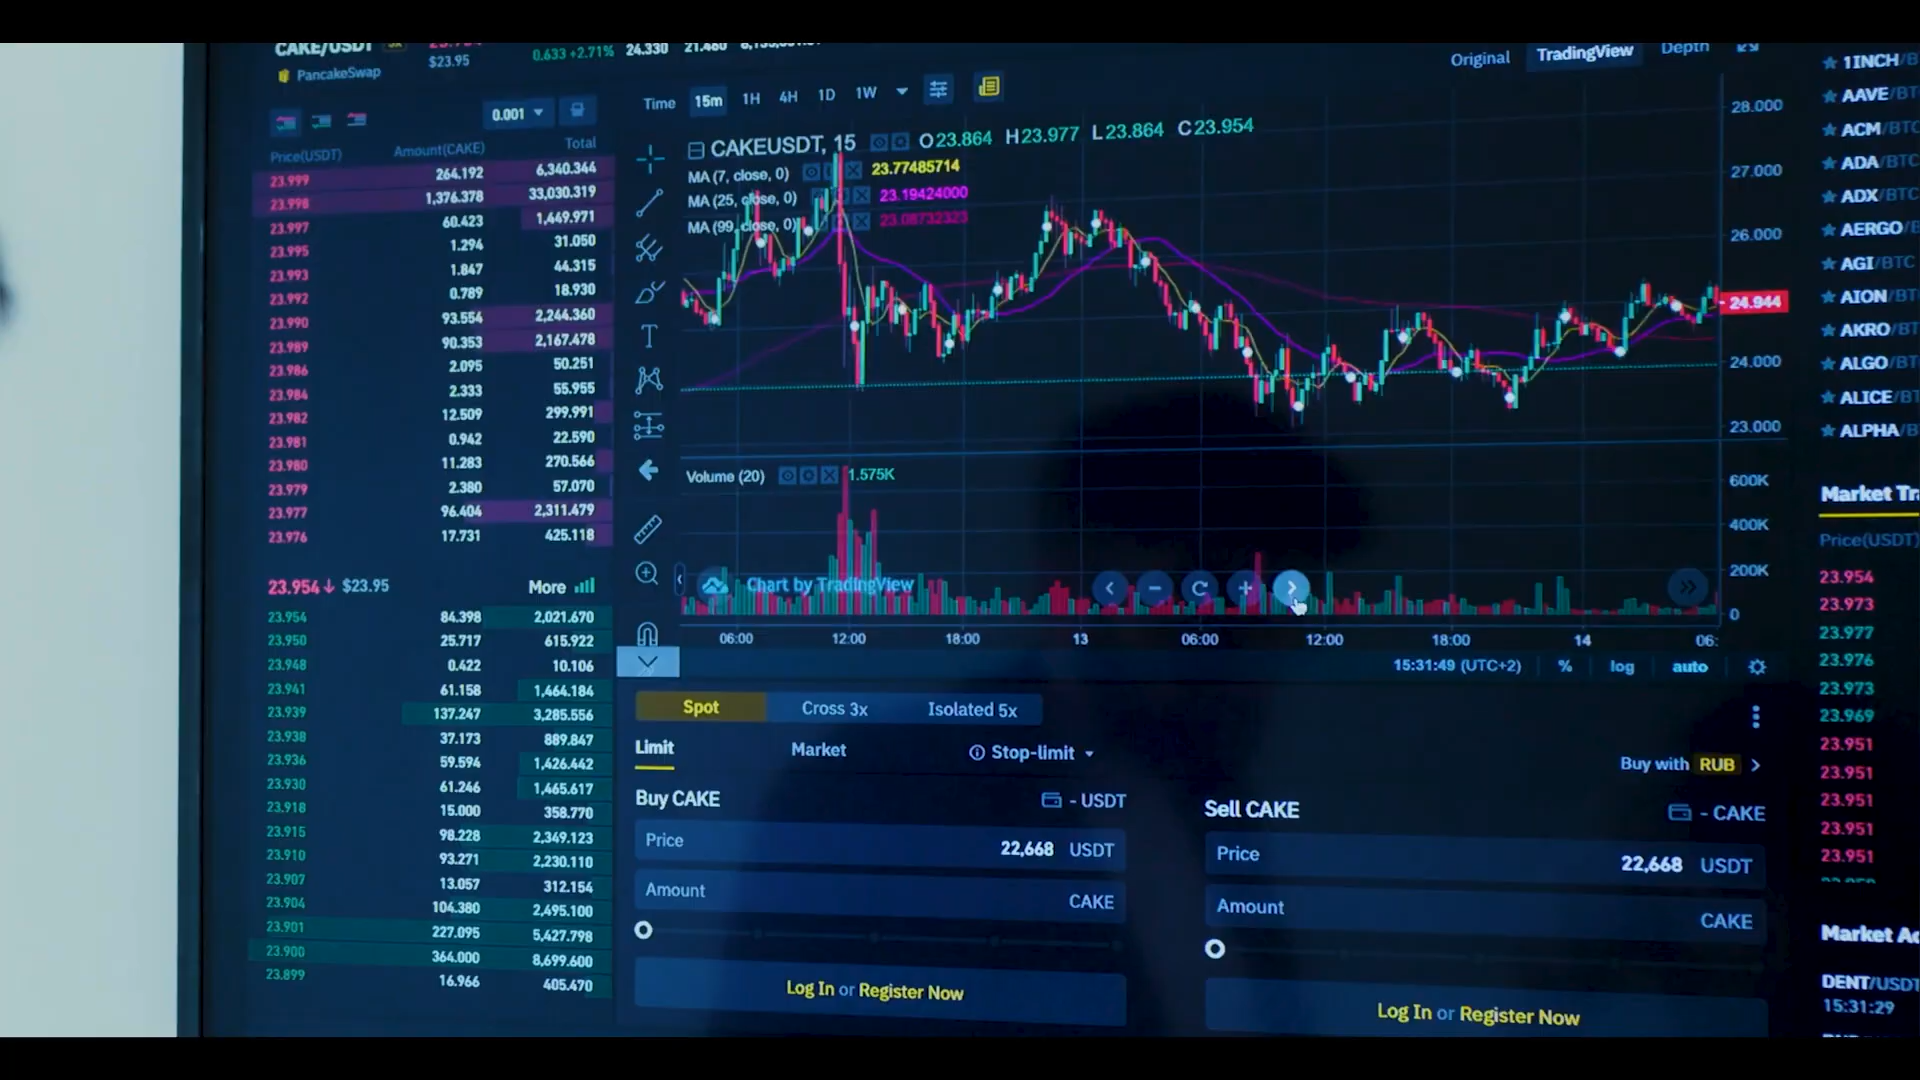 CAKE/USDT
$23.95
0.633 +2.71%
24.330
21.480
PancakeSwap
0.001
Price(USDT) Amount(CAKE) Total
23.999 264.192 6,340.344
23.998 1,376.378 33,030.319
23.997 60.423 1,449.971
23.995 1.294 31.050
23.993 1.847 44.315
23.992 0.789 18.930
23.990 93.554 2,244.360
23.989 90.353 2,167.478
23.986 2.095 50.251
23.984 2.333 55.955
23.982 12.509 299.991
23.981 0.942 22.590
23.980 11.283 270.566
23.979 2.380 57.070
23.977 96.404 2,311.479
23.976 17.731 425.118
23.954↓ $23.95 More
23.954 84.398 2,021.670
23.950 25.717 615.922
23.948 0.422 10.106
23.941 61.158 1,464.184
23.939 137.247 3,285.556
23.938 37.173 889.847
23.936 59.594 1,426.442
23.930 61.246 1,465.617
23.918 15.000 358.770
23.915 98.228 2,349.123
23.910 93.271 2,230.110
23.907 13.057 312.154
23.904 104.380 2,495.100
23.901 227.095 5,427.798
23.900 364.000 8,699.600
23.899 16.966 405.470
Time 15m 1H 4H 1D 1W
Original TradingView Depth
CAKEUSDT, 15 O23.864 H23.977 L23.864 C23.954
MA (7, close, 0) 23.77485714
MA (25, close, 0) 23.19424000
MA (99, close, 0) 23.08732323
28.000
27.000
26.000
24.944
24.000
23.000
Volume (20) 1.575K
600K
400K
200K
0
Chart by TradingView
06:00 12:00 18:00 13 06:00 12:00 18:00 14 06:
15:31:49 (UTC+2) % log auto
Spot Cross 3x Isolated 5x
Limit Market Stop-limit
Buy with RUB
Buy CAKE - USDT
Price 22,668 USDT
Amount CAKE
Log In or Register Now
Sell CAKE - CAKE
Price 22,668 USDT
Amount CAKE
Log In or Register Now
1INCH/B
AAVE/BT
ACM/BTC
ADA/BTC
ADX/BTC
AERGO/
AGI/BTC
AION/BT
AKRO/B
ALGO/B
ALICE/B
ALPHA/B
Market Tra
Price(USDT)
23.954
23.973
23.977
23.976
23.973
23.969
23.951
23.951
23.951
23.951
23.951
Market Ac
DENT/USDT
15:31:29